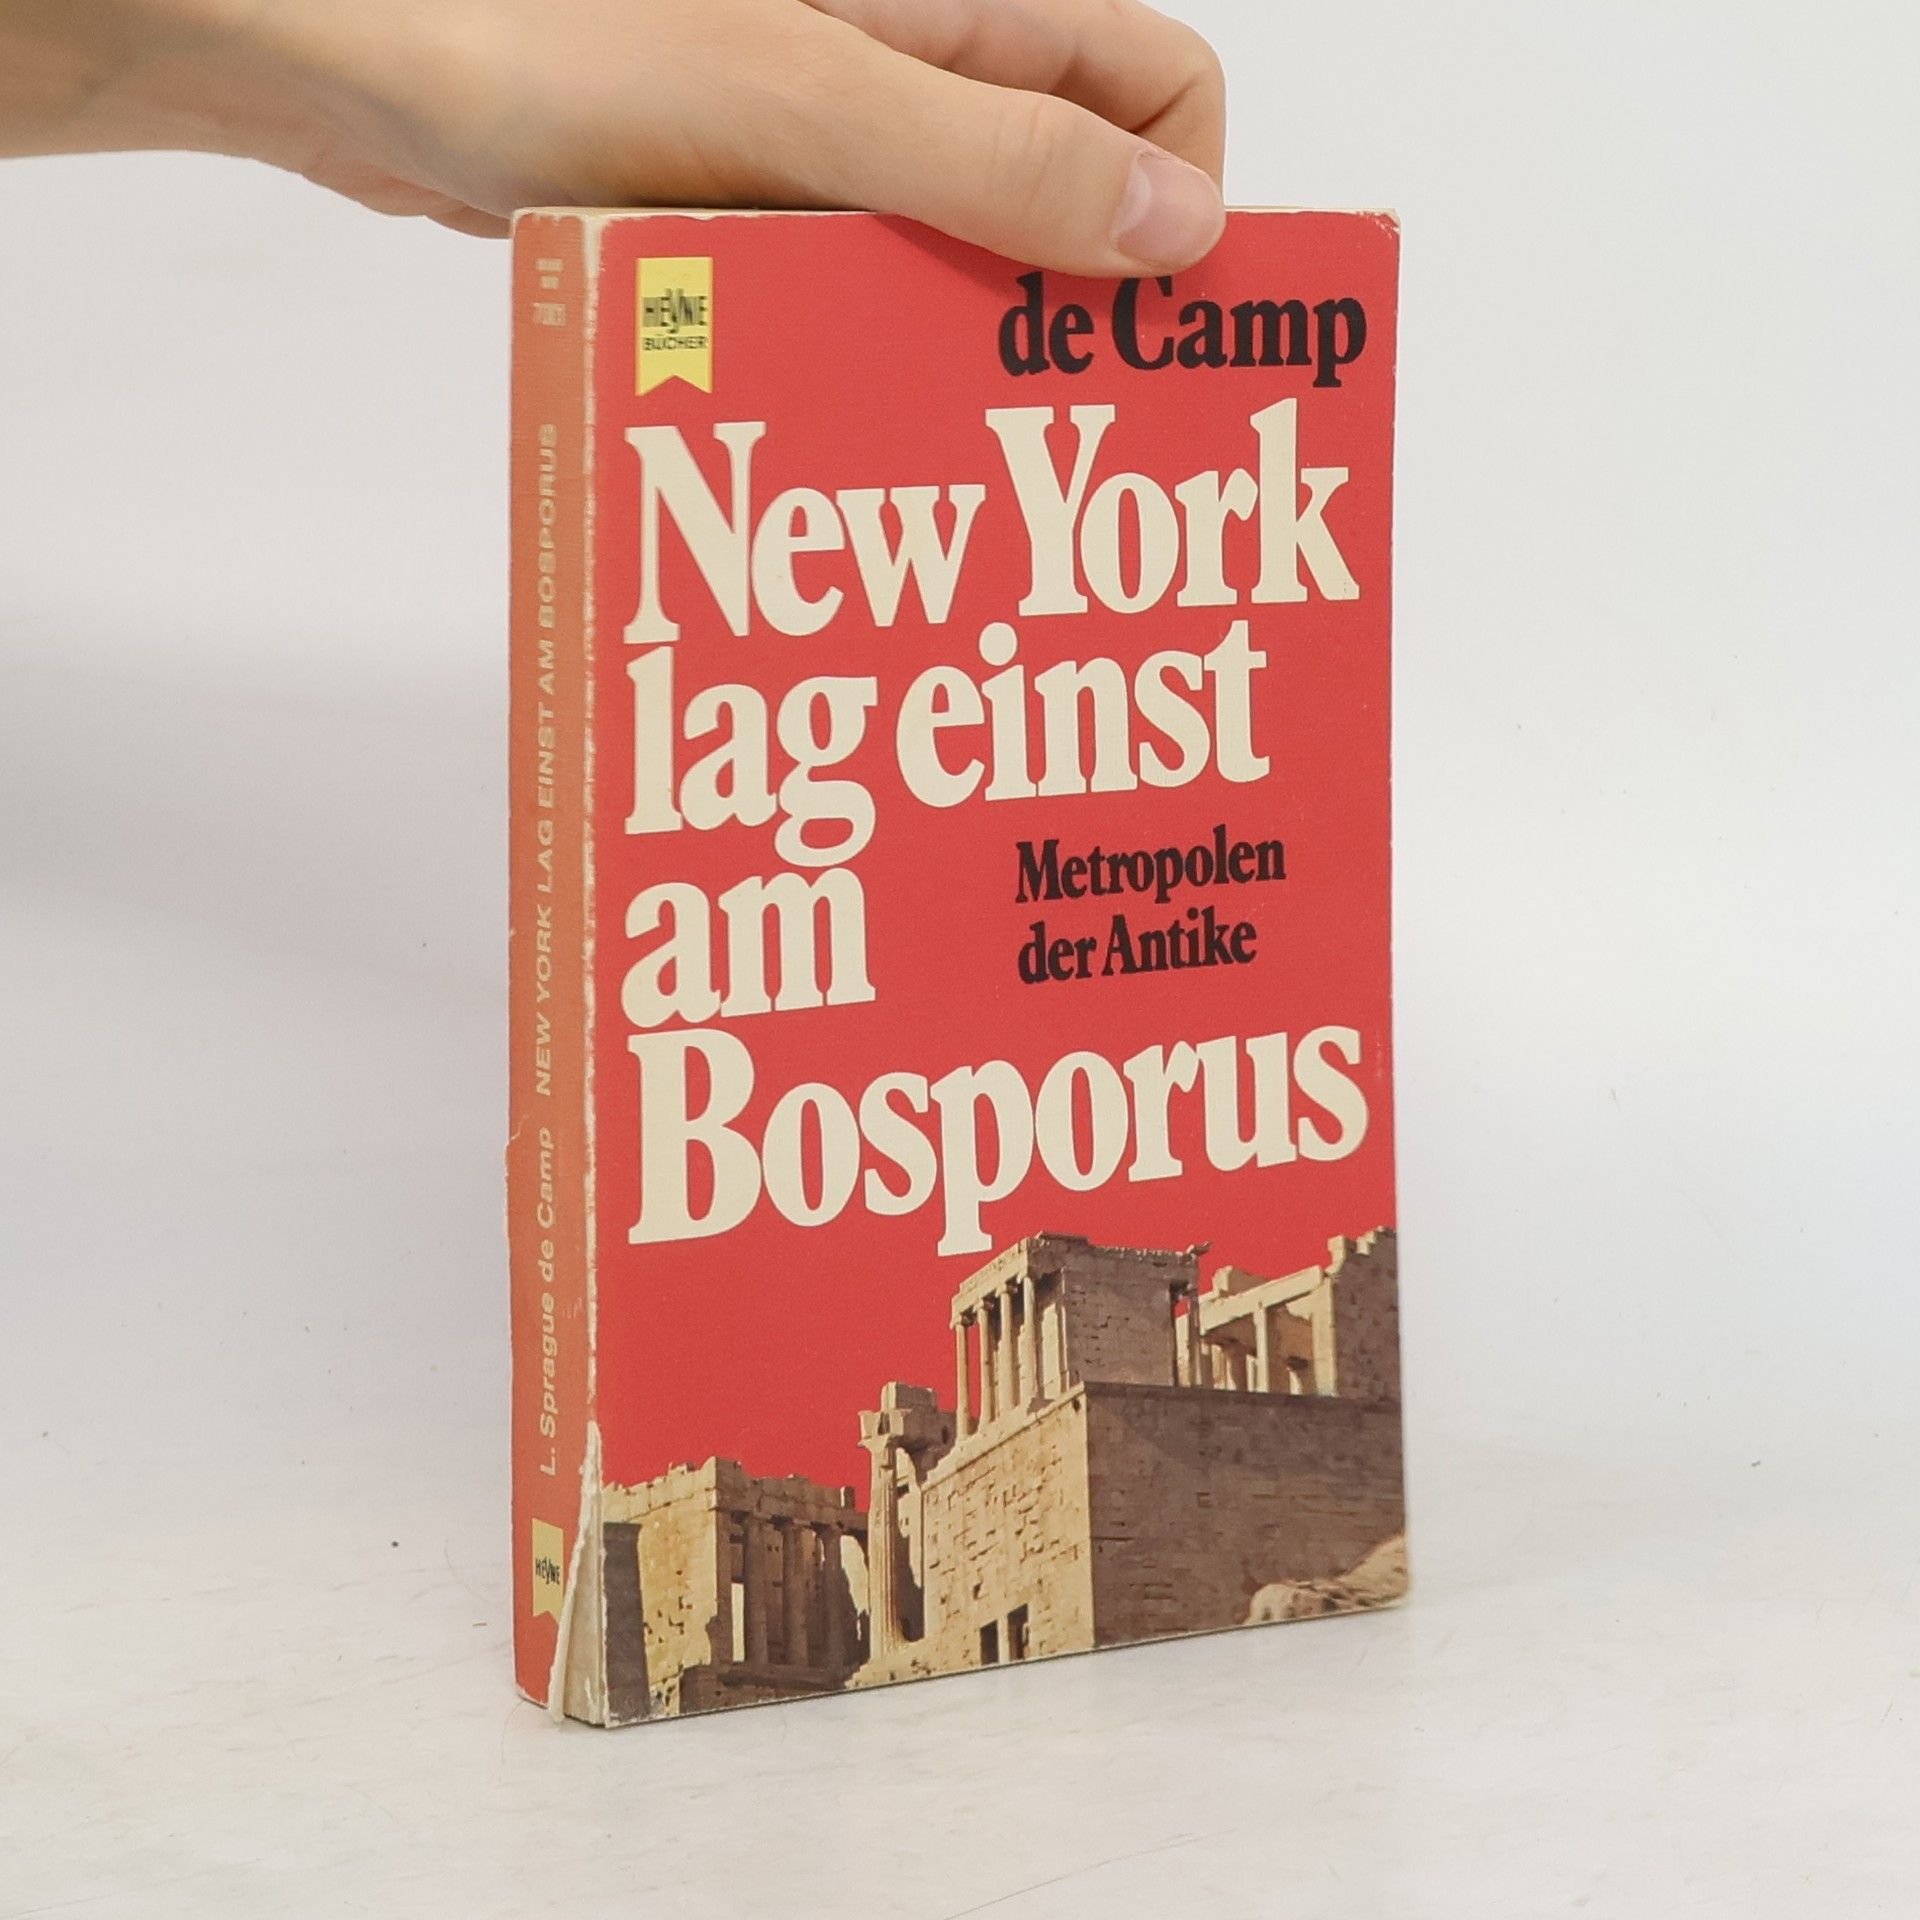 HEYNE
BÜCHER
de Camp
New York
lag einst
am
Metropolen
der Antike
Bosporus
L. Sprague de Camp NEW YORK LAG EINST AM BOSPORUS
HEYNE